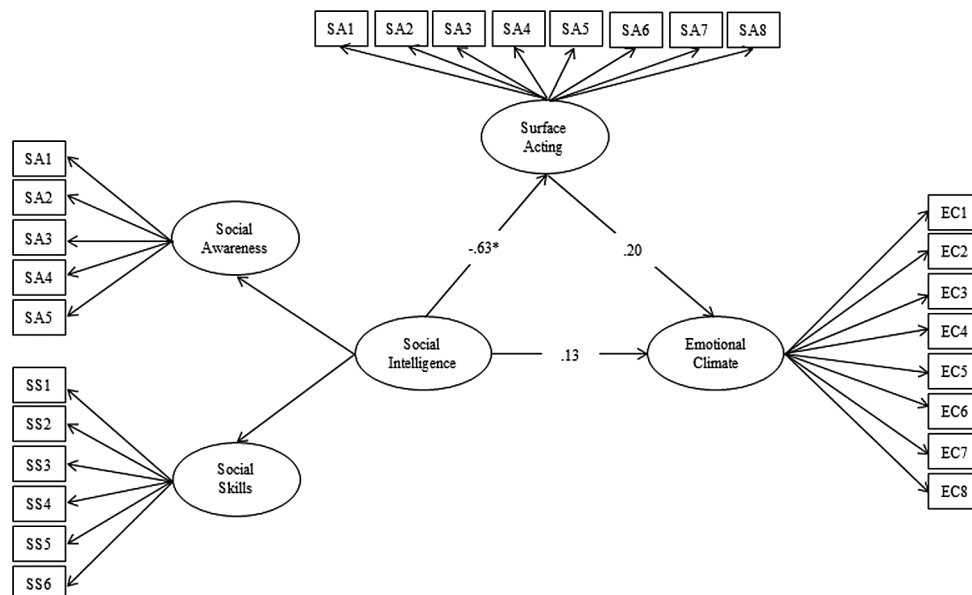 SA1 SA2 SA3 SA4 SA5 SA6 SA7 SA8
Surface
Acting
SA1
SA2
SA3
SA4
SA5
Social
Awareness
-.63*
.20
EC1
EC2
EC3
EC4
EC5
EC6
EC7
EC8
Social
Intelligence
.13
Emotional
Climate
SS1
SS2
SS3
SS4
SS5
SS6
Social
Skills